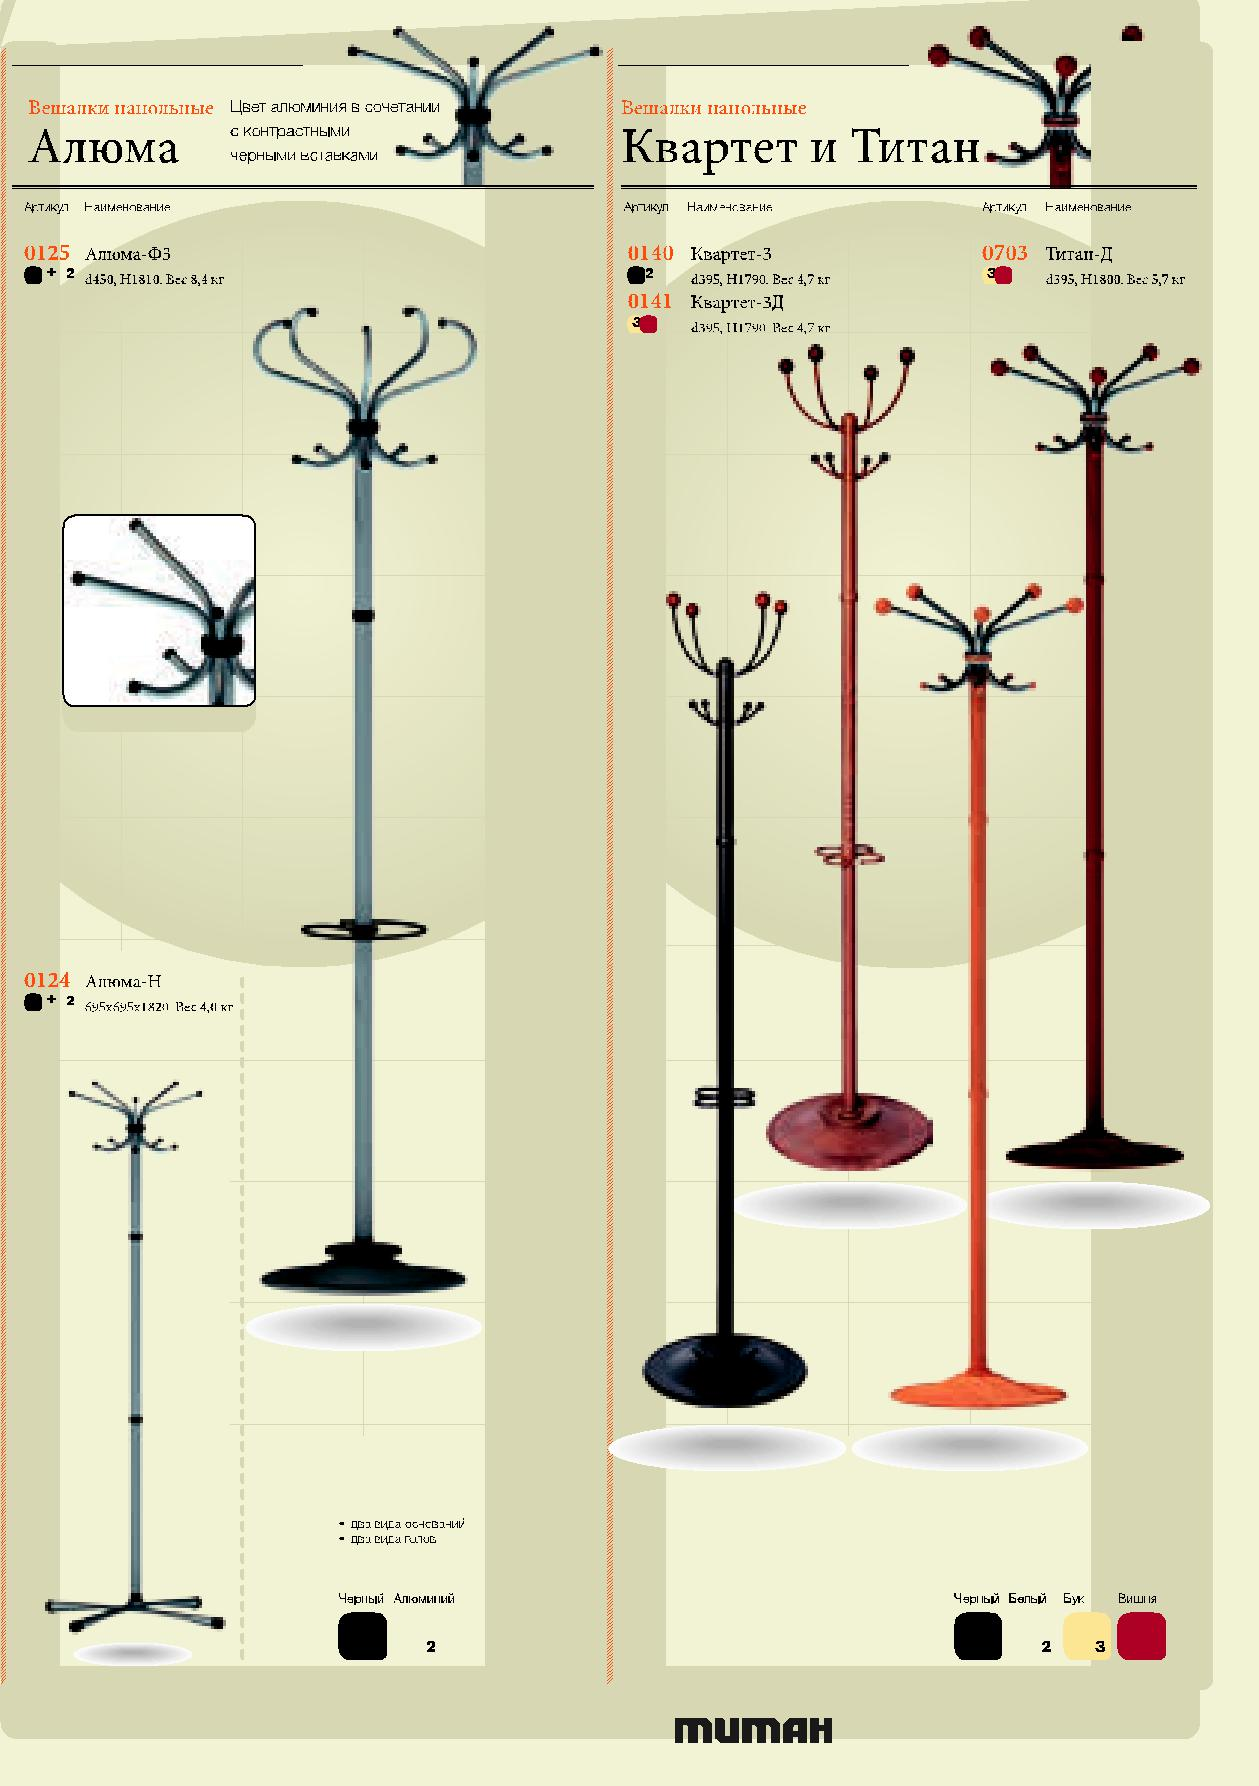 Вешалки напольные
Алюма
Цвет алюминия в сочетании
с контрастными
черными вставками
Артикул Наименование
0125 Алюма-Ф3
+ 2 d450, H1810. Вес 8,4 кг
0124 Алюма-Н
+ 2 695x695x1820. Вес 4,0 кг
• два вида оснований
• два вида голов
Черный Алюминий
2
Вешалки напольные
Квартет и Титан
Артикул Наименование
0140 Квартет-3
2 d395, H1790. Вес 4,7 кг
0141 Квартет-3Д
3 d395, H1790. Вес 4,7 кг
Артикул Наименование
0703 Титан-Д
3 d395, H1800. Вес 5,7 кг
Черный Белый Бук Вишня
2 3
титан